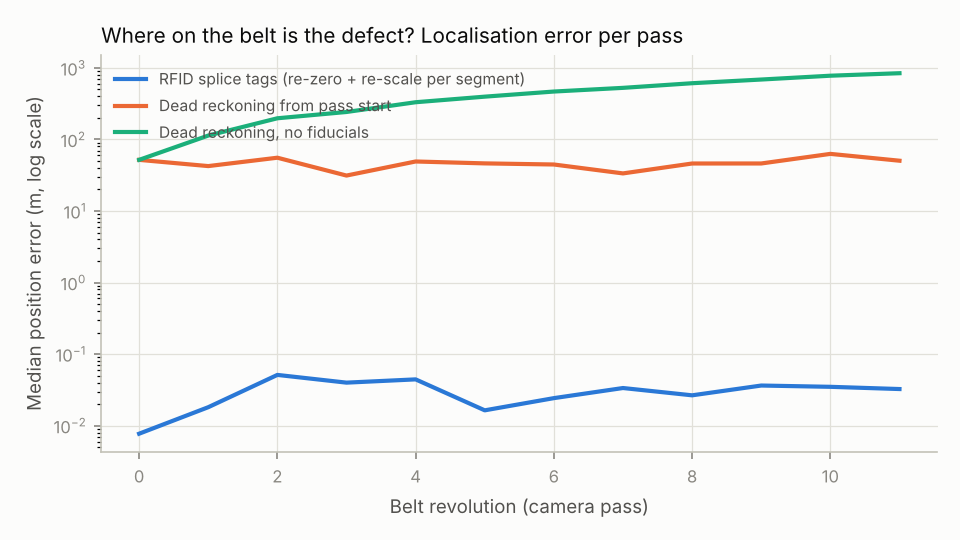 Where on the belt is the defect? Localisation error per pass
RFID splice tags (re-zero + re-scale per segment)
Dead reckoning from pass start
Dead reckoning, no fiducials
Median position error (m, log scale)
10³
10²
10¹
10⁰
10⁻¹
10⁻²
0 2 4 6 8 10
Belt revolution (camera pass)